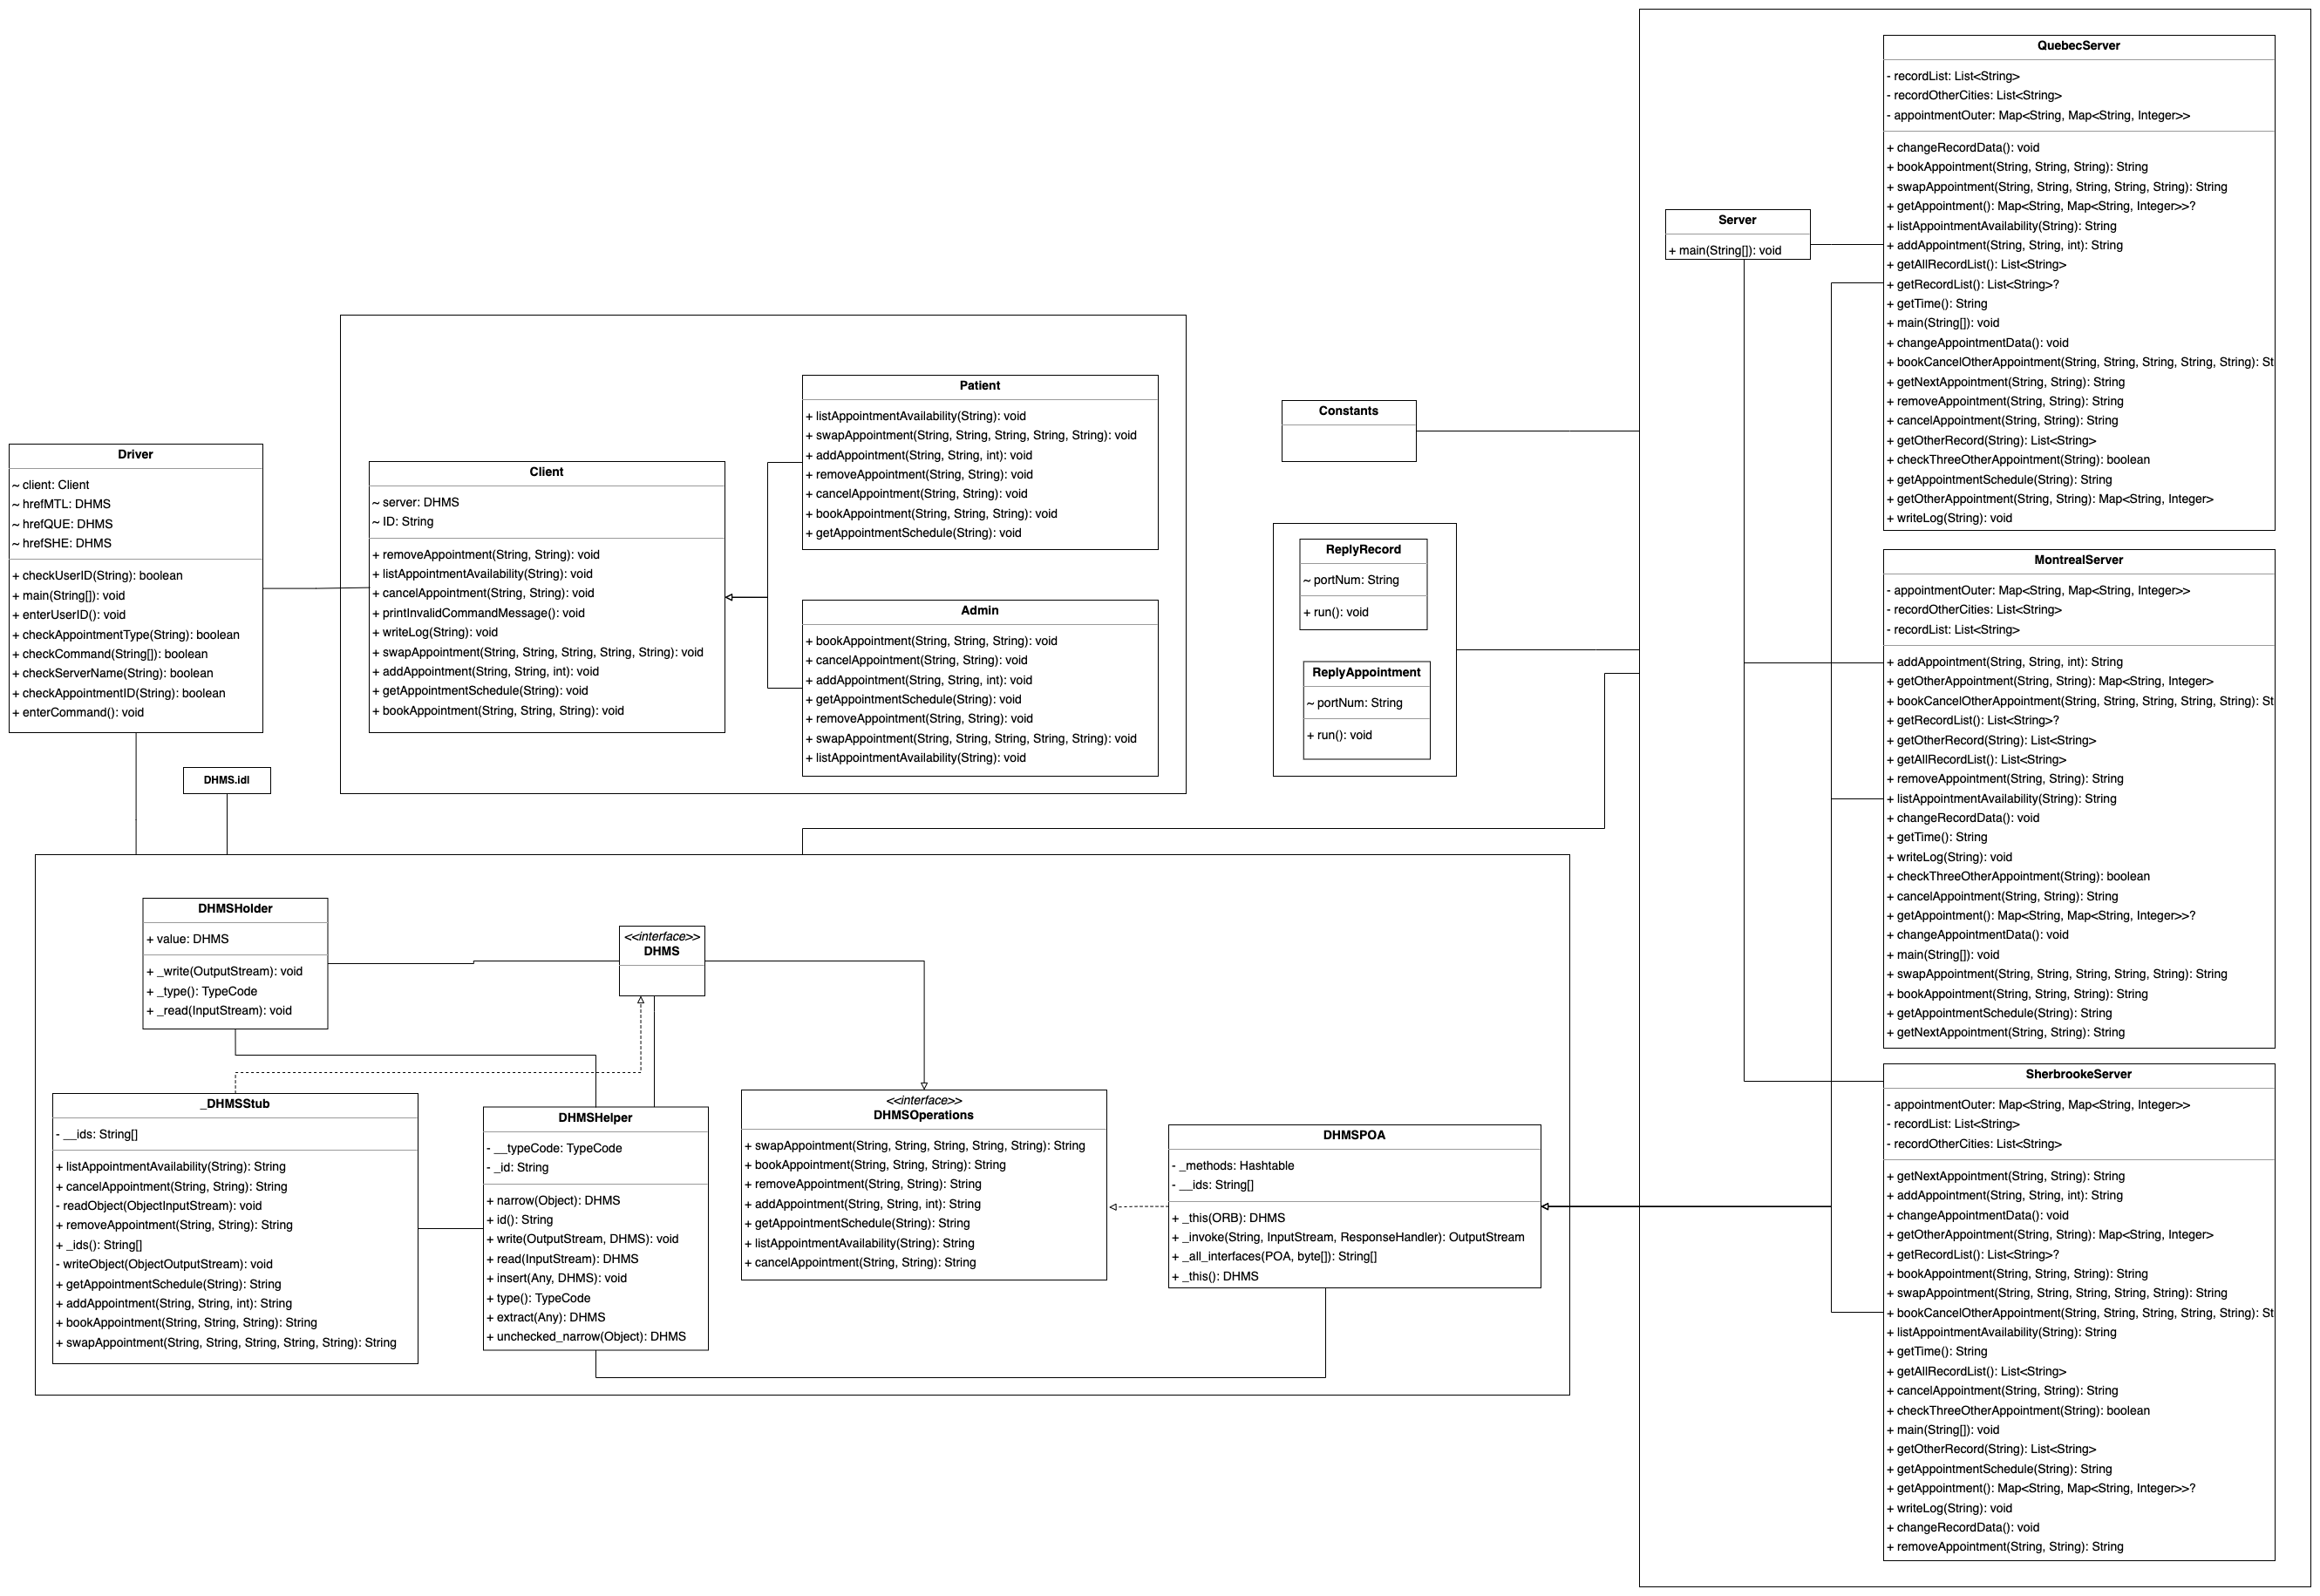 Driver
~ client: Client
~ hrefMTL: DHMS
~ hrefQUE: DHMS
~ hrefSHE: DHMS
+ checkUserID(String): boolean
+ main(String[]): void
+ enterUserID(): void
+ checkAppointmentType(String): boolean
+ checkCommand(String[]): boolean
+ checkServerName(String): boolean
+ checkAppointmentID(String): boolean
+ enterCommand(): void
DHMS.idl
Client
~ server: DHMS
~ ID: String
+ removeAppointment(String, String): void
+ listAppointmentAvailability(String): void
+ cancelAppointment(String, String): void
+ printInvalidCommandMessage(): void
+ writeLog(String): void
+ swapAppointment(String, String, String, String, String): void
+ addAppointment(String, String, int): void
+ getAppointmentSchedule(String): void
+ bookAppointment(String, String, String): void
Patient
+ listAppointmentAvailability(String): void
+ swapAppointment(String, String, String, String, String): void
+ addAppointment(String, String, int): void
+ removeAppointment(String, String): void
+ cancelAppointment(String, String): void
+ bookAppointment(String, String, String): void
+ getAppointmentSchedule(String): void
Admin
+ bookAppointment(String, String, String): void
+ cancelAppointment(String, String): void
+ addAppointment(String, String, int): void
+ getAppointmentSchedule(String): void
+ removeAppointment(String, String): void
+ swapAppointment(String, String, String, String, String): void
+ listAppointmentAvailability(String): void
Constants
ReplyRecord
~ portNum: String
+ run(): void
ReplyAppointment
~ portNum: String
+ run(): void
Server
+ main(String[]): void
QuebecServer
- recordList: List<String>
- recordOtherCities: List<String>
- appointmentOuter: Map<String, Map<String, Integer>>
+ changeRecordData(): void
+ bookAppointment(String, String, String): String
+ swapAppointment(String, String, String, String, String): String
+ getAppointment(): Map<String, Map<String, Integer>>?
+ listAppointmentAvailability(String): String
+ addAppointment(String, String, int): String
+ getAllRecordList(): List<String>
+ getRecordList(): List<String>?
+ getTime(): String
+ main(String[]): void
+ changeAppointmentData(): void
+ bookCancelOtherAppointment(String, String, String, String, String): St
+ getNextAppointment(String, String): String
+ removeAppointment(String, String): String
+ cancelAppointment(String, String): String
+ getOtherRecord(String): List<String>
+ checkThreeOtherAppointment(String): boolean
+ getAppointmentSchedule(String): String
+ getOtherAppointment(String, String): Map<String, Integer>
+ writeLog(String): void
MontrealServer
- appointmentOuter: Map<String, Map<String, Integer>>
- recordOtherCities: List<String>
- recordList: List<String>
+ addAppointment(String, String, int): String
+ getOtherAppointment(String, String): Map<String, Integer>
+ bookCancelOtherAppointment(String, String, String, String, String): St
+ getRecordList(): List<String>?
+ getOtherRecord(String): List<String>
+ getAllRecordList(): List<String>
+ removeAppointment(String, String): String
+ listAppointmentAvailability(String): String
+ changeRecordData(): void
+ getTime(): String
+ writeLog(String): void
+ checkThreeOtherAppointment(String): boolean
+ cancelAppointment(String, String): String
+ getAppointment(): Map<String, Map<String, Integer>>?
+ changeAppointmentData(): void
+ main(String[]): void
+ swapAppointment(String, String, String, String, String): String
+ bookAppointment(String, String, String): String
+ getAppointmentSchedule(String): String
+ getNextAppointment(String, String): String
SherbrookeServer
- appointmentOuter: Map<String, Map<String, Integer>>
- recordList: List<String>
- recordOtherCities: List<String>
+ getNextAppointment(String, String): String
+ addAppointment(String, String, int): String
+ changeAppointmentData(): void
+ getOtherAppointment(String, String): Map<String, Integer>
+ getRecordList(): List<String>?
+ bookAppointment(String, String, String): String
+ swapAppointment(String, String, String, String, String): String
+ bookCancelOtherAppointment(String, String, String, String, String): St
+ listAppointmentAvailability(String): String
+ getTime(): String
+ getAllRecordList(): List<String>
+ cancelAppointment(String, String): String
+ checkThreeOtherAppointment(String): boolean
+ main(String[]): void
+ getOtherRecord(String): List<String>
+ getAppointmentSchedule(String): String
+ getAppointment(): Map<String, Map<String, Integer>>?
+ writeLog(String): void
+ changeRecordData(): void
+ removeAppointment(String, String): String
DHMSHolder
+ value: DHMS
+ _write(OutputStream): void
+ _type(): TypeCode
+ _read(InputStream): void
<<interface>>
DHMS
_DHMSStub
- __ids: String[]
+ listAppointmentAvailability(String): String
+ cancelAppointment(String, String): String
- readObject(ObjectInputStream): void
+ removeAppointment(String, String): String
+ _ids(): String[]
- writeObject(ObjectOutputStream): void
+ getAppointmentSchedule(String): String
+ addAppointment(String, String, int): String
+ bookAppointment(String, String, String): String
+ swapAppointment(String, String, String, String, String): String
DHMSHelper
- __typeCode: TypeCode
- _id: String
+ narrow(Object): DHMS
+ id(): String
+ write(OutputStream, DHMS): void
+ read(InputStream): DHMS
+ insert(Any, DHMS): void
+ type(): TypeCode
+ extract(Any): DHMS
+ unchecked_narrow(Object): DHMS
<<interface>>
DHMSOperations
+ swapAppointment(String, String, String, String, String): String
+ bookAppointment(String, String, String): String
+ removeAppointment(String, String): String
+ addAppointment(String, String, int): String
+ getAppointmentSchedule(String): String
+ listAppointmentAvailability(String): String
+ cancelAppointment(String, String): String
DHMSPOA
- _methods: Hashtable
- __ids: String[]
+ _this(ORB): DHMS
+ _invoke(String, InputStream, ResponseHandler): OutputStream
+ _all_interfaces(POA, byte[]): String[]
+ _this(): DHMS